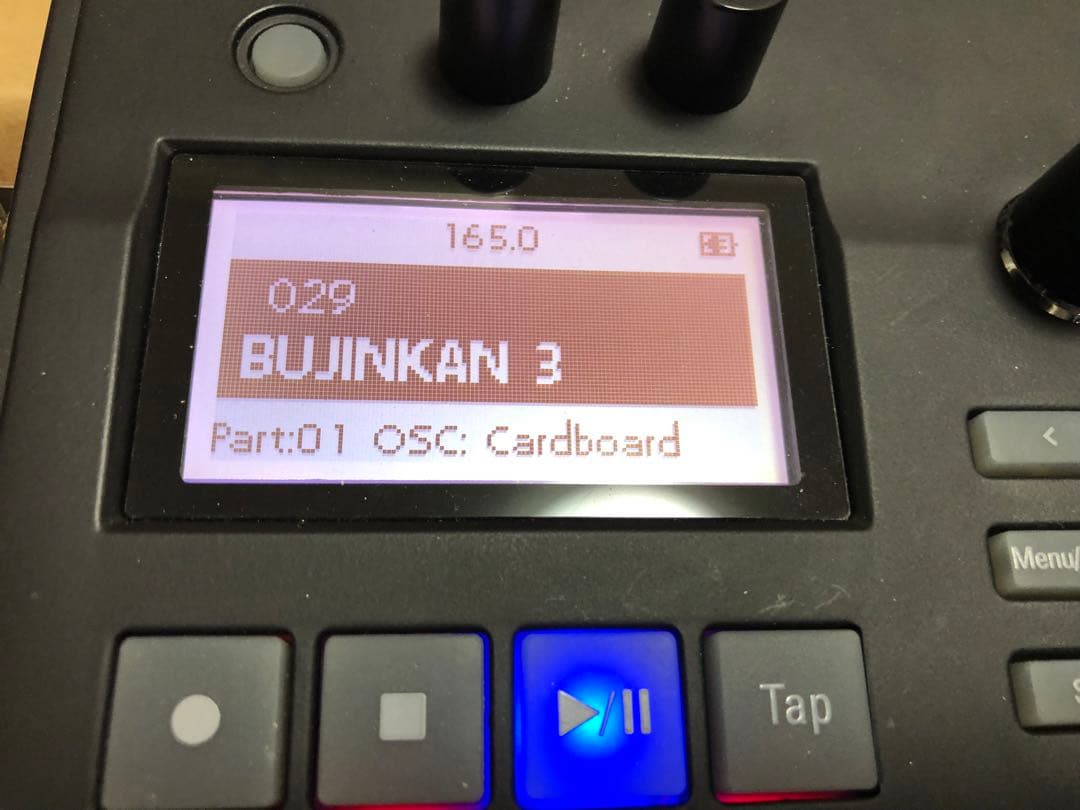 165.0
029
BUJINKAN 3
Part:01 OSC: Cardboard
<
Menu/
Tap